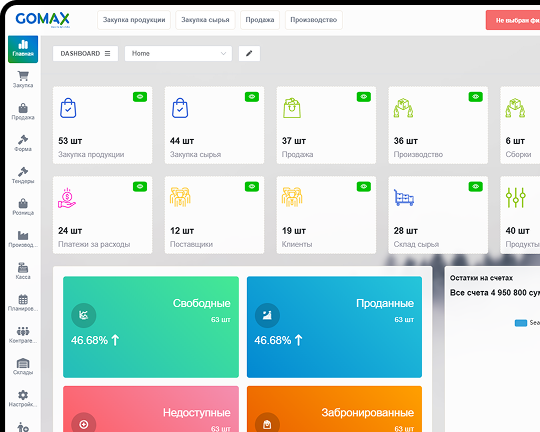 GOMAX
Закупка продукции
Закупка сырья
Продажа
Производство
Не выбран фи
Главная
DASHBOARD
Home
Закупка
Продажа
Форма
Тендеры
Розница
Производ...
Касса
Планиров...
Контраге...
Склады
Настройк...
53 шт
Закупка продукции
44 шт
Закупка сырья
37 шт
Продажа
36 шт
Производство
6 шт
Сборки
24 шт
Платежи за расходы
12 шт
Поставщики
19 шт
Клиенты
28 шт
Склад сырья
40 шт
Продукты
Свободные
63 шт
46.68%
Проданные
63 шт
46.68%
Остатки на счетах
Все счета 4 950 800 сум
Sea
Недоступные
63 шт
Забронированные
63 шт